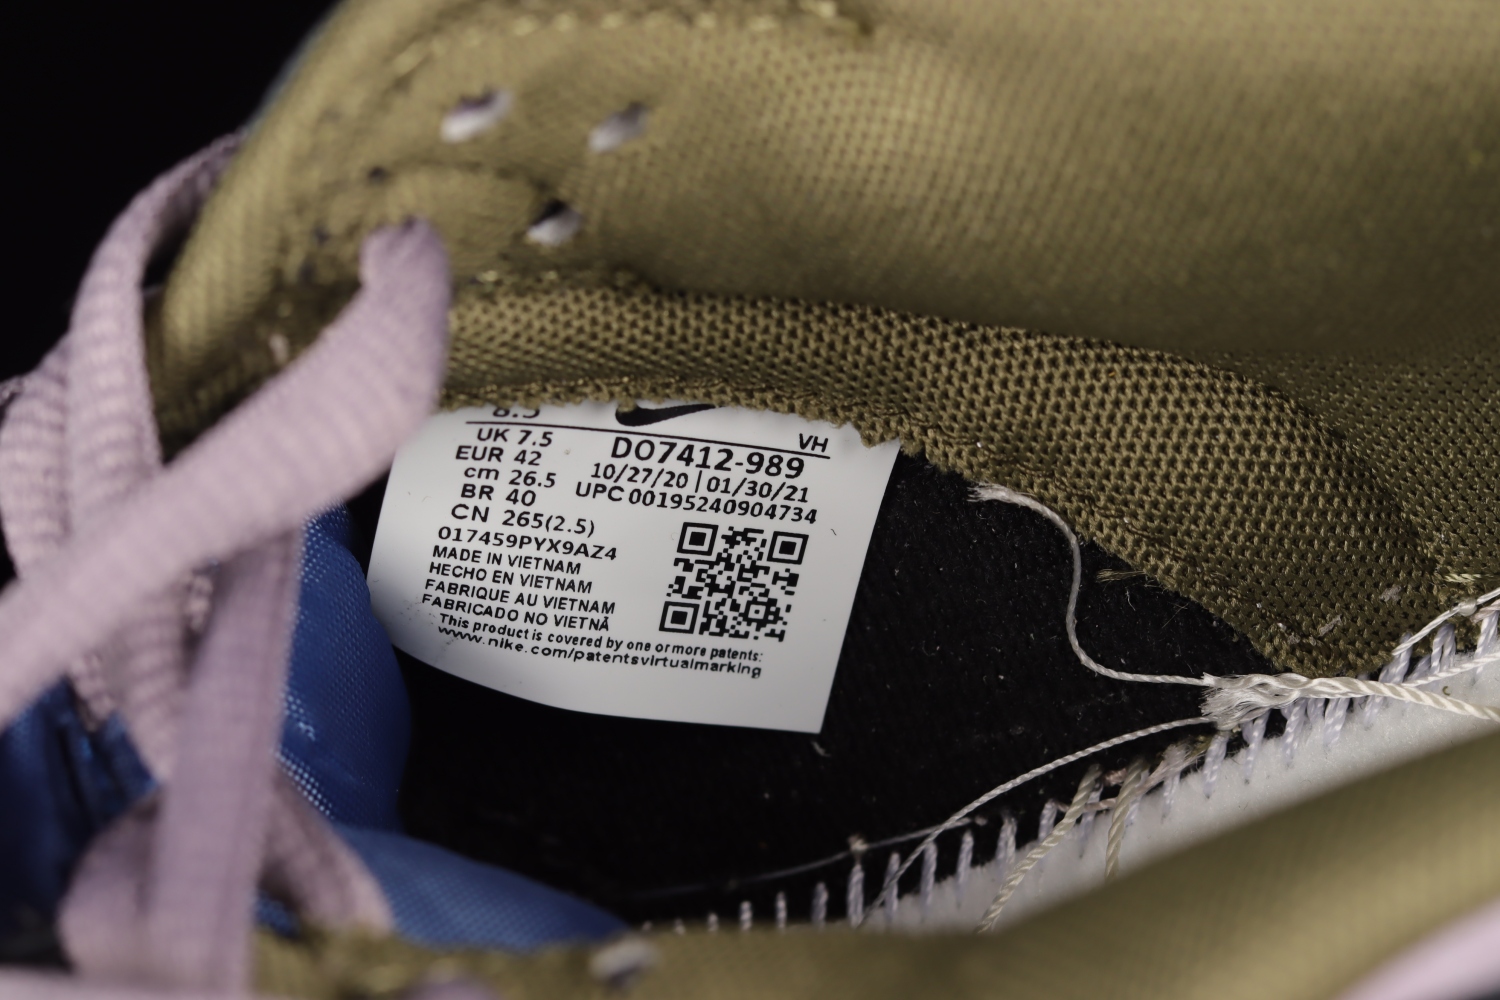 8.5
UK 7.5
EUR 42
cm 26.5
BR 40
CN 265(2.5)
VH
DO7412-989
10/27/20 | 01/30/21
UPC 00195240904734
017459PYX9AZ4
MADE IN VIETNAM
HECHO EN VIETNAM
FABRIQUE AU VIETNAM
FABRICADO NO VIETNÃ
This product is covered by one or more patents:
www.nike.com/patentsvirtualmarking